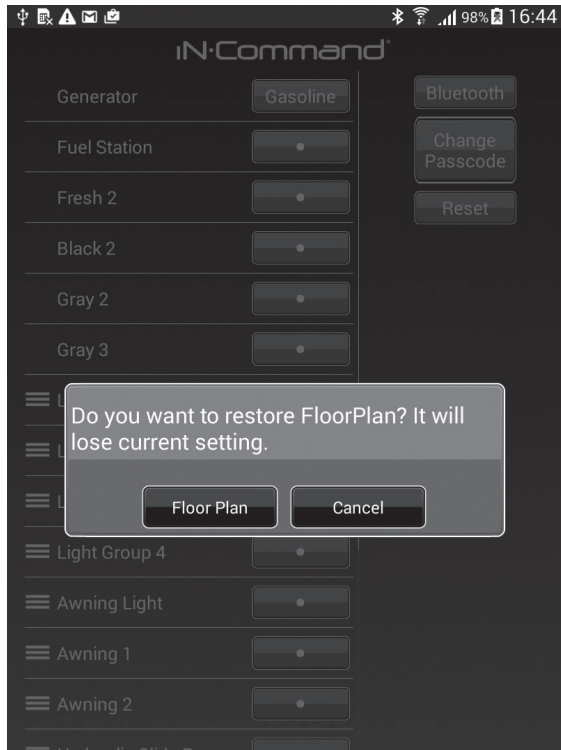 98% 16:44
iN·Command
Generator Gasoline Bluetooth
Fuel Station Change Passcode
Fresh 2 Reset
Black 2
Gray 2
Gray 3
L
Do you want to restore FloorPlan? It will
lose current setting.
L
L
Floor Plan Cancel
Light Group 4
Awning Light
Awning 1
Awning 2